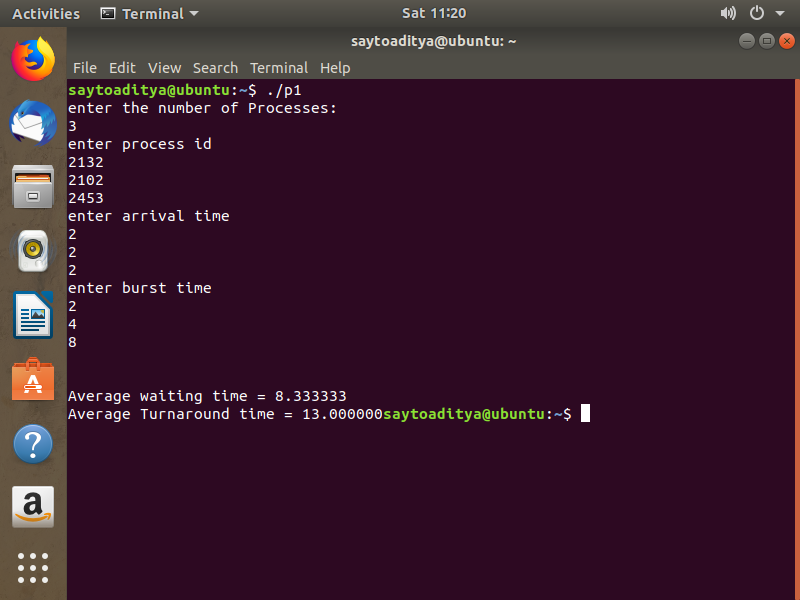 Activities Terminal Sat 11:20
saytoaditya@ubuntu: ~
File Edit View Search Terminal Help
saytoaditya@ubuntu:~$ ./p1
enter the number of Processes:
3
enter process id
2132
2102
2453
enter arrival time
2
2
2
enter burst time
2
4
8
Average waiting time = 8.333333
Average Turnaround time = 13.000000saytoaditya@ubuntu:~$